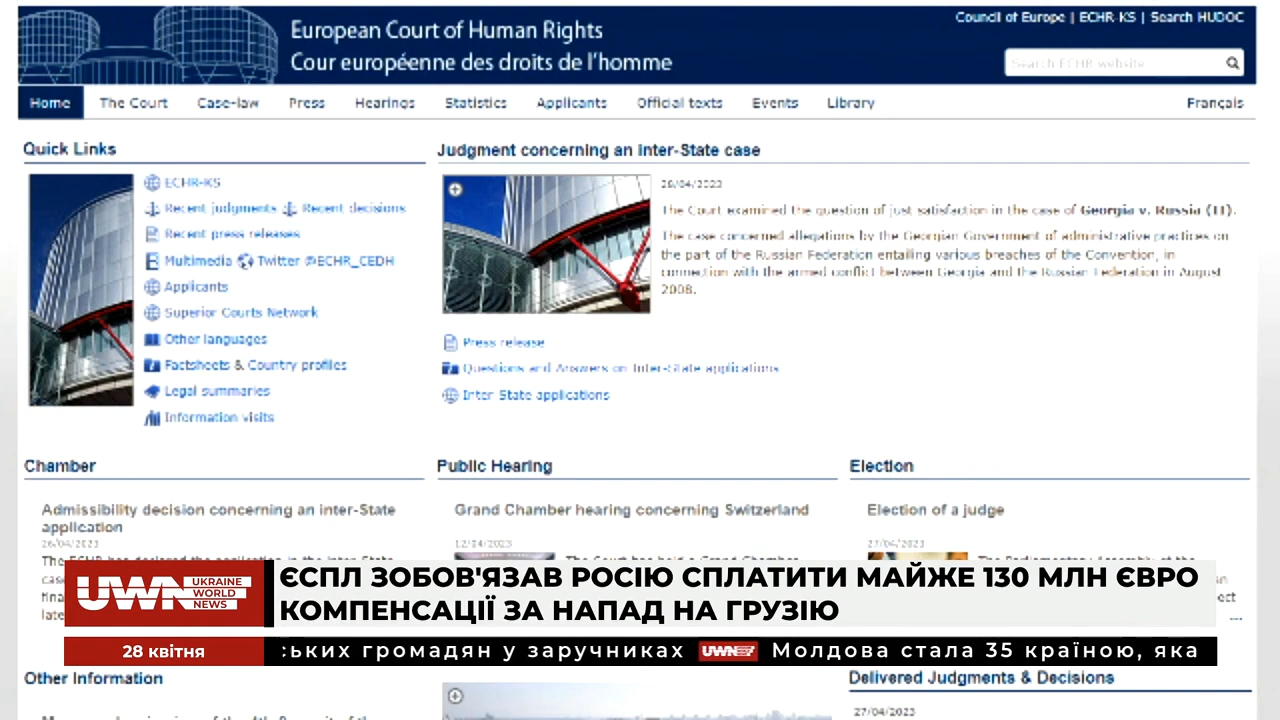 European Court of Human Rights
Cour européenne des droits de l'homme
Council of Europe | ECHR-KS | Search HUDOC
Search ECHR website
Home The Court Case-law Press Hearings Statistics Applicants Official texts Events Library Français
Quick Links
ECHR-KS
Recent judgments Recent decisions
Recent press releases
Multimedia Twitter @ECHR_CEDH
Applicants
Superior Courts Network
Other languages
Factsheets & Country profiles
Legal summaries
Information visits
Judgment concerning an inter-State case
28/04/2023
The Court examined the question of just satisfaction in the case of Georgia v. Russia (II).
The case concerned allegations by the Georgian Government of administrative practices on
the part of the Russian Federation entailing various breaches of the Convention, in
connection with the armed conflict between Georgia and the Russian Federation in August
2008.
Press release
Questions and Answers on Inter-State applications
Inter-State applications
Chamber
Admissibility decision concerning an inter-State
application
26/04/2023
Public Hearing
Grand Chamber hearing concerning Switzerland
12/04/2023
Election
Election of a judge
27/04/2023
UWN UKRAINE
WORLD
NEWS
ЄСПЛ ЗОБОВ'ЯЗАВ РОСІЮ СПЛАТИТИ МАЙЖЕ 130 МЛН ЄВРО
КОМПЕНСАЦІЇ ЗА НАПАД НА ГРУЗІЮ
28 квітня
ських громадян у заручниках UWN Молдова стала 35 країною, яка
Other Information
Delivered Judgments & Decisions
27/04/2023